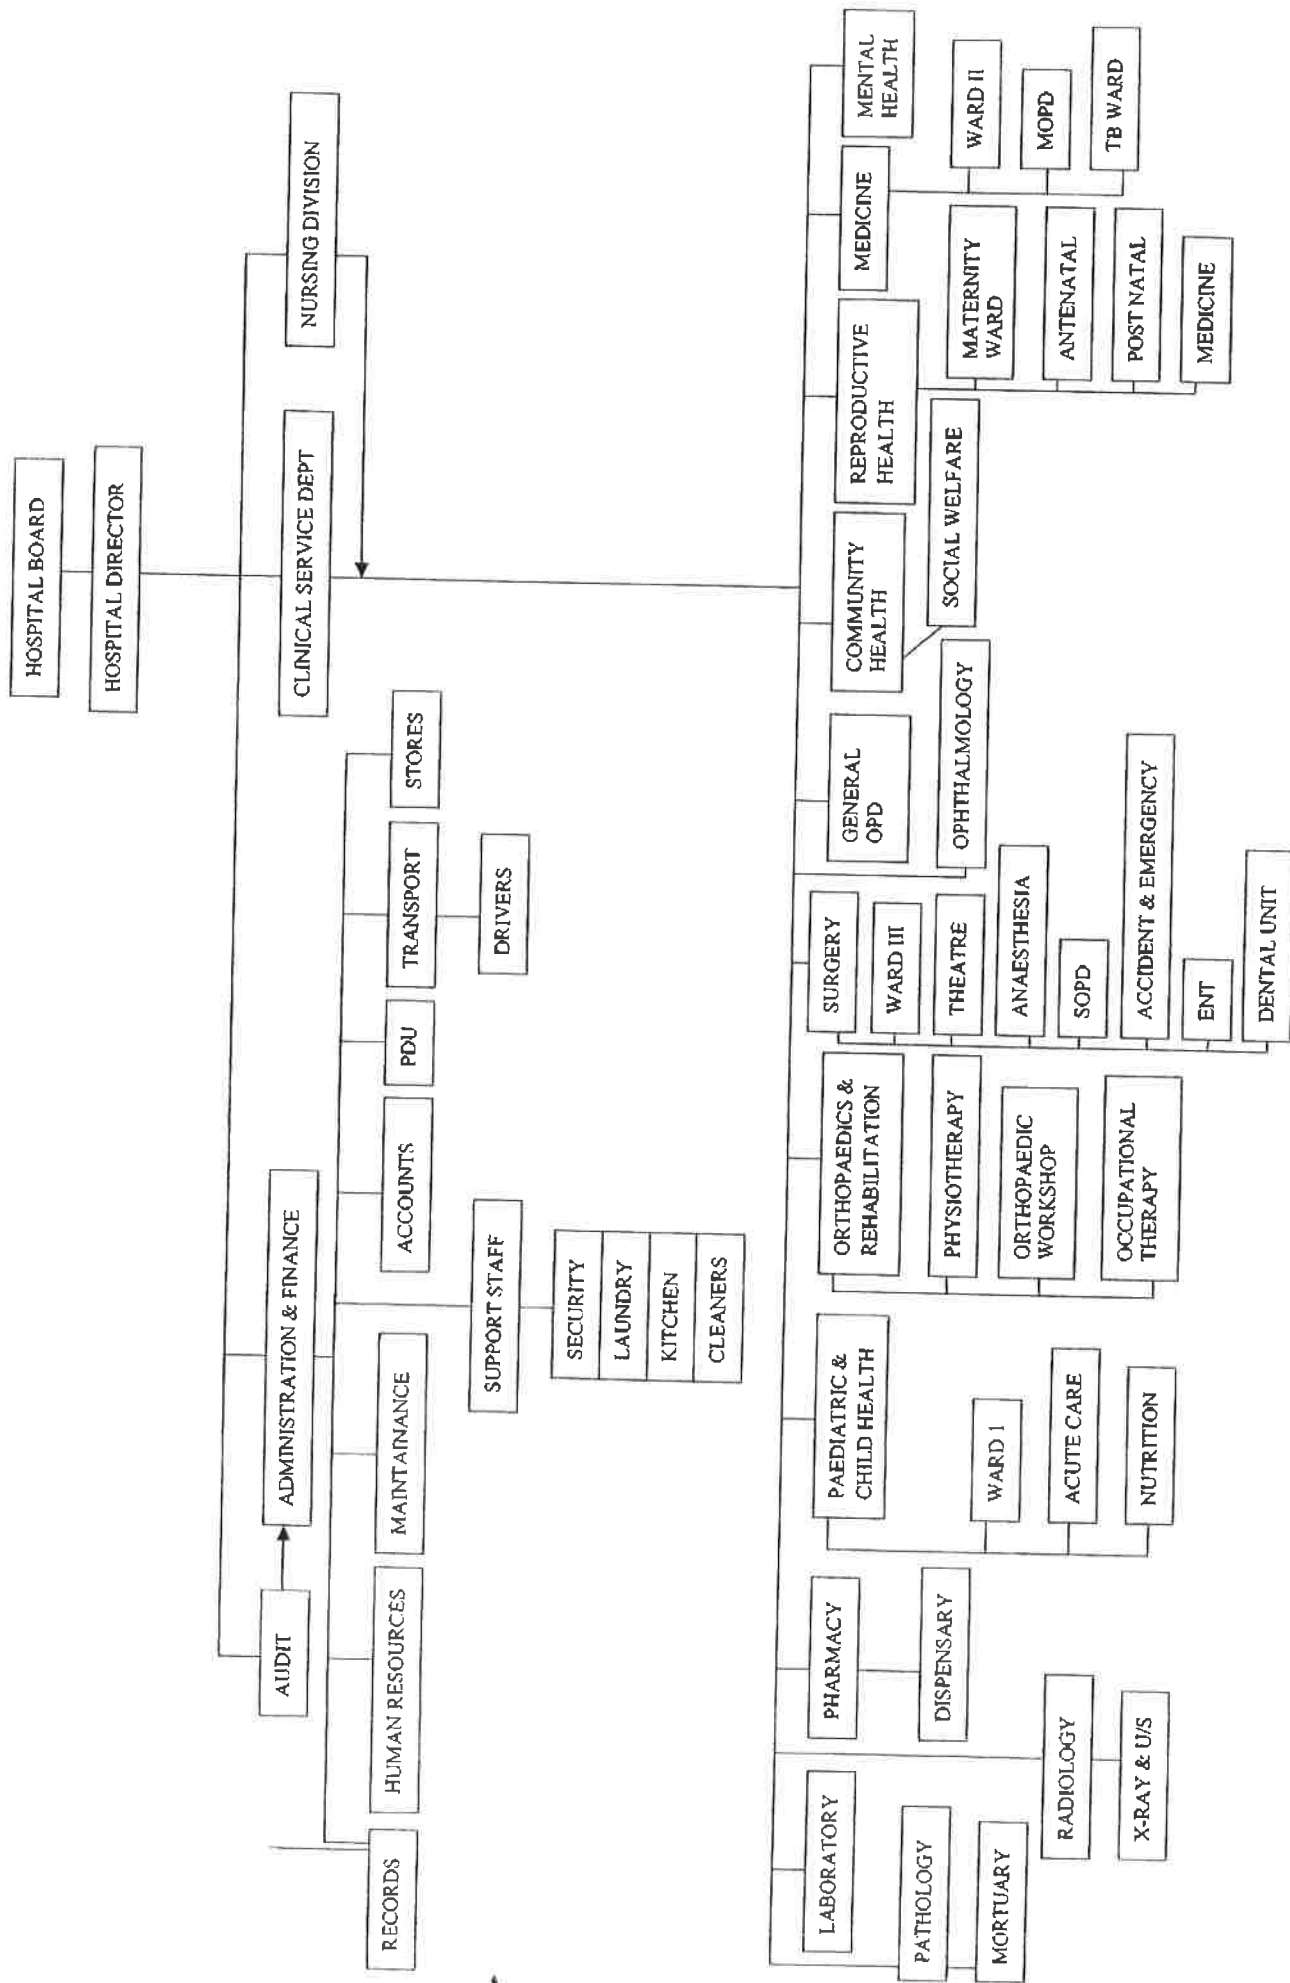 HOSPITAL BOARD
HOSPITAL DIRECTOR
AUDIT
ADMINISTRATION & FINANCE
CLINICAL SERVICE DEPT
NURSING DIVISION
RECORDS
HUMAN RESOURCES
MAINTAINANCE
ACCOUNTS
PDU
TRANSPORT
STORES
SUPPORT STAFF
DRIVERS
SECURITY
LAUNDRY
KITCHEN
CLEANERS
LABORATORY
PATHOLOGY
MORTUARY
RADIOLOGY
X-RAY & U/S
PHARMACY
DISPENSARY
PAEDIATRIC &
CHILD HEALTH
WARD 1
ACUTE CARE
NUTRITION
ORTHOPAEDICS &
REHABILITATION
PHYSIOTHERAPY
ORTHOPAEDIC
WORKSHOP
OCCUPATIONAL
THERAPY
SURGERY
WARD III
THEATRE
ANAESTHESIA
SOPD
ACCIDENT & EMERGENCY
ENT
DENTAL UNIT
GENERAL
OPD
OPHTHALMOLOGY
COMMUNITY
HEALTH
SOCIAL WELFARE
REPRODUCTIVE
HEALTH
MATERNITY
WARD
ANTENATAL
POST NATAL
MEDICINE
MEDICINE
WARD II
MOPD
TB WARD
MENTAL
HEALTH